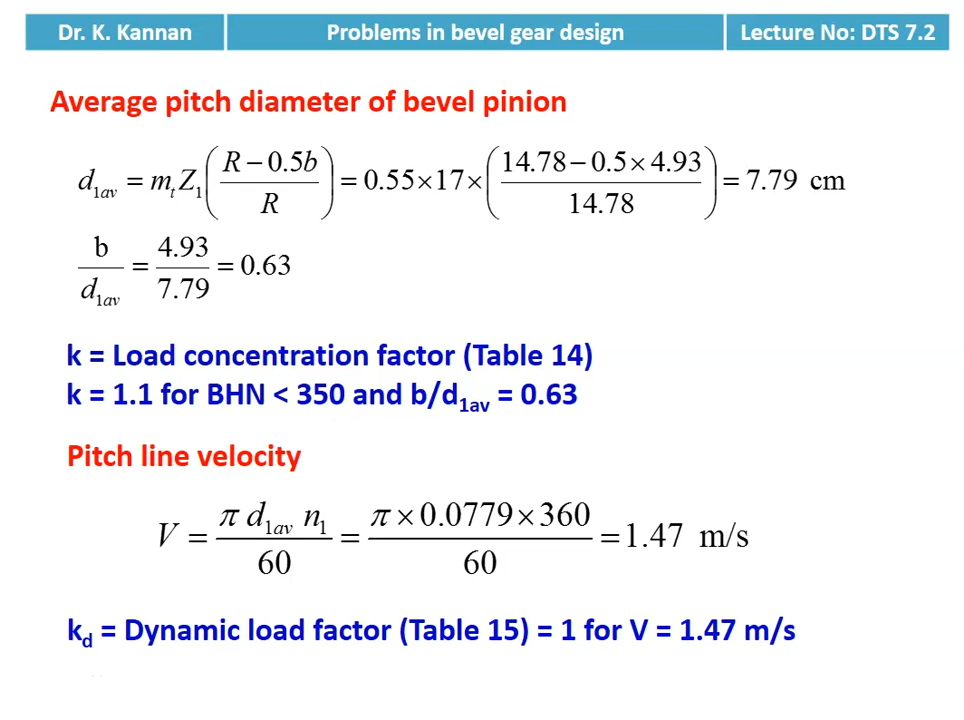 Dr. K. Kannan Problems in bevel gear design Lecture No: DTS 7.2
Average pitch diameter of bevel pinion
d₁ₐᵥ = mₜ Z₁ ((R − 0.5b) / R) = 0.55 × 17 × ((14.78 − 0.5 × 4.93) / 14.78) = 7.79 cm
b / d₁ₐᵥ = 4.93 / 7.79 = 0.63
k = Load concentration factor (Table 14)
k = 1.1 for BHN < 350 and b/d₁ₐᵥ = 0.63
Pitch line velocity
V = (π d₁ₐᵥ n₁) / 60 = (π × 0.0779 × 360) / 60 = 1.47 m/s
k_d = Dynamic load factor (Table 15) = 1 for V = 1.47 m/s